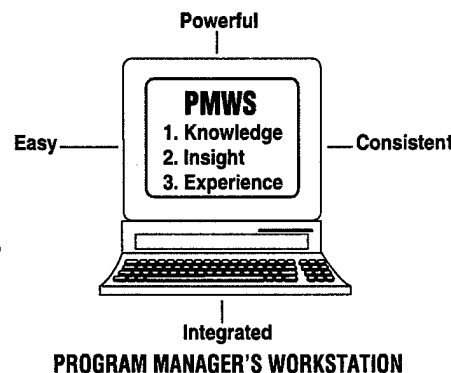 Powerful
PMWS
1. Knowledge
2. Insight
3. Experience
Easy
Consistent
Integrated
PROGRAM MANAGER'S WORKSTATION